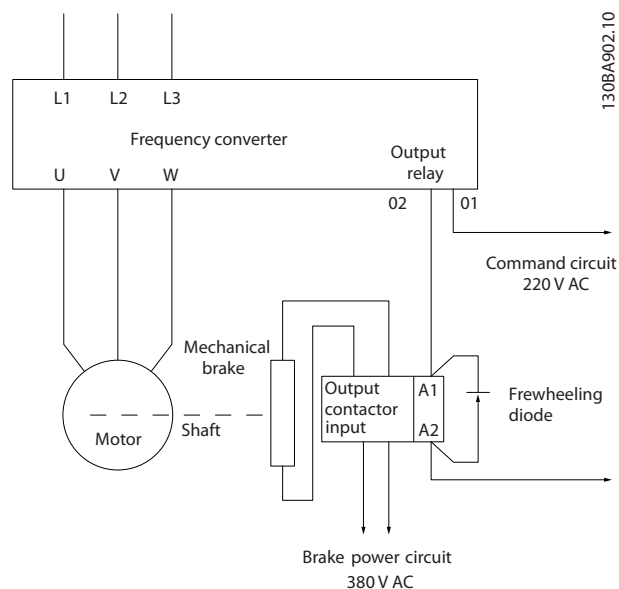 130BA902.10
L1 L2 L3
Frequency converter
Output
relay
U V W
02 01
Command circuit
220 V AC
Mechanical
brake
Output
contactor
input
A1
A2
Frewheeling
diode
Motor
Shaft
Brake power circuit
380 V AC